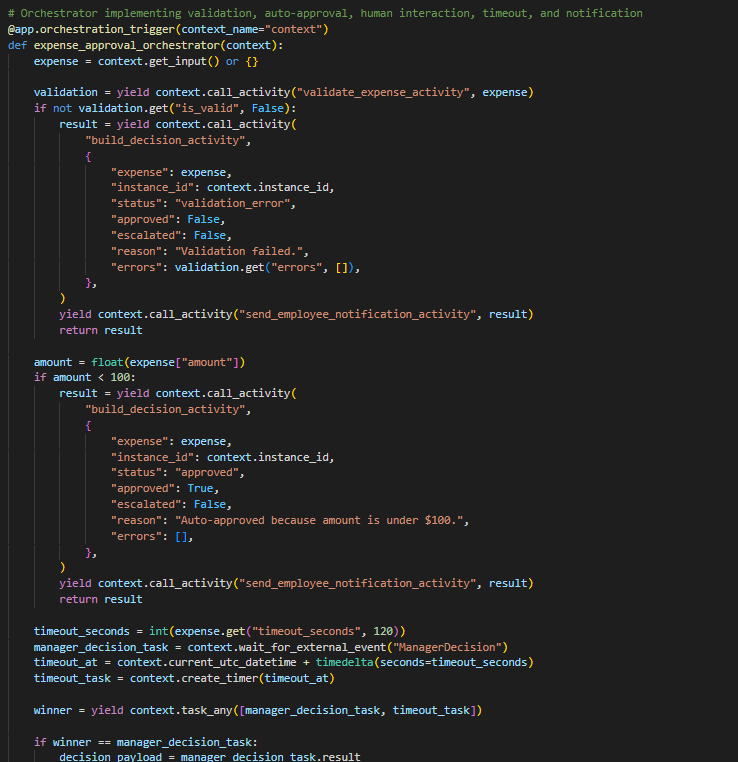 # Orchestrator implementing validation, auto-approval, human interaction, timeout, and notification
@app.orchestration_trigger(context_name="context")
def expense_approval_orchestrator(context):
    expense = context.get_input() or {}

    validation = yield context.call_activity("validate_expense_activity", expense)
    if not validation.get("is_valid", False):
        result = yield context.call_activity(
            "build_decision_activity",
            {
                "expense": expense,
                "instance_id": context.instance_id,
                "status": "validation_error",
                "approved": False,
                "escalated": False,
                "reason": "Validation failed.",
                "errors": validation.get("errors", []),
            },
        )
        yield context.call_activity("send_employee_notification_activity", result)
        return result

    amount = float(expense["amount"])
    if amount < 100:
        result = yield context.call_activity(
            "build_decision_activity",
            {
                "expense": expense,
                "instance_id": context.instance_id,
                "status": "approved",
                "approved": True,
                "escalated": False,
                "reason": "Auto-approved because amount is under $100.",
                "errors": [],
            },
        )
        yield context.call_activity("send_employee_notification_activity", result)
        return result

    timeout_seconds = int(expense.get("timeout_seconds", 120))
    manager_decision_task = context.wait_for_external_event("ManagerDecision")
    timeout_at = context.current_utc_datetime + timedelta(seconds=timeout_seconds)
    timeout_task = context.create_timer(timeout_at)

    winner = yield context.task_any([manager_decision_task, timeout_task])

    if winner == manager_decision_task:
        decision_payload = manager_decision_task.result